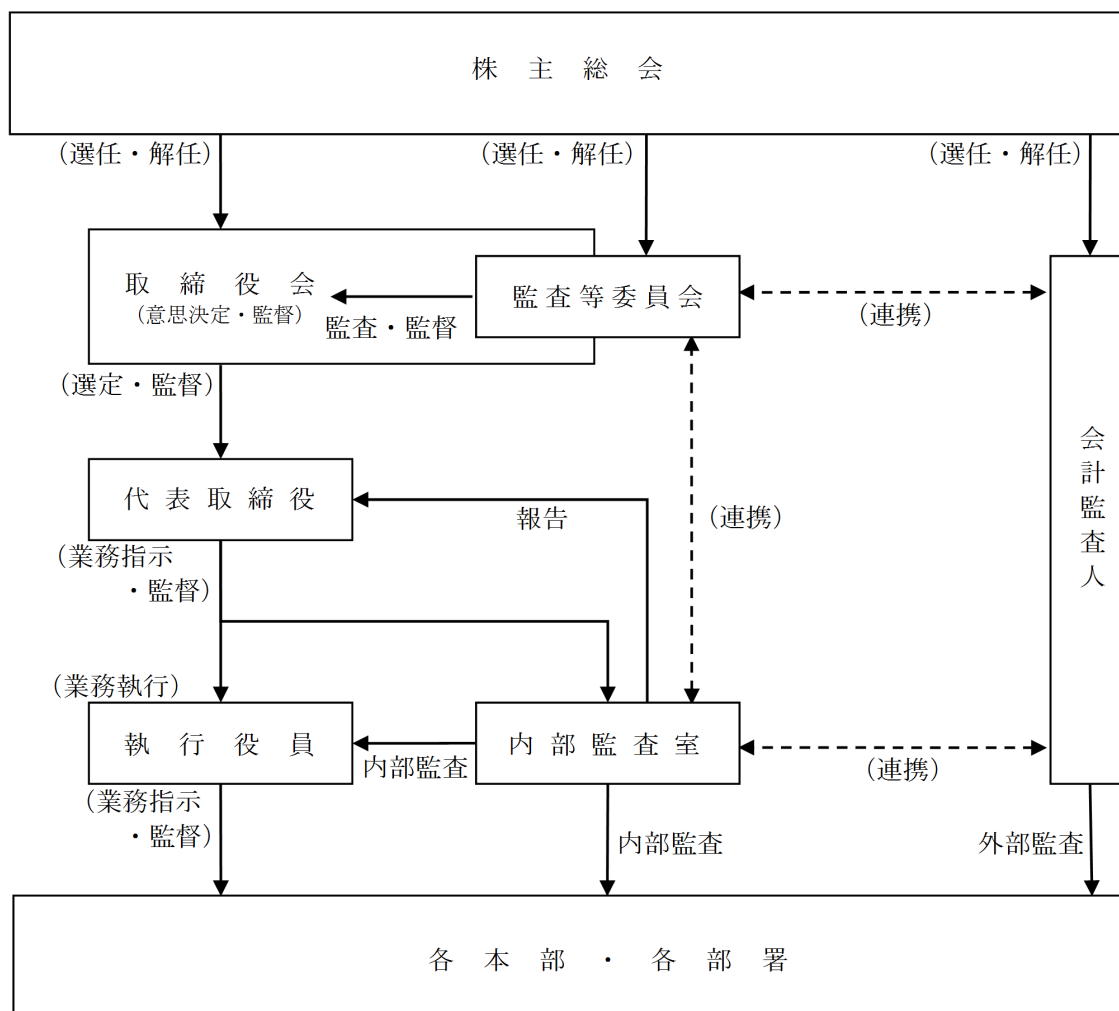 株主総会
（選任・解任）
（選任・解任）
（選任・解任）
取締役会
（意思決定・監督）
監査・監督
監査等委員会
（連携）
（選定・監督）
会計監査人
代表取締役
報告
（連携）
（業務指示
・監督）
（業務執行）
執行役員
内部監査
内部監査室
（連携）
（業務指示
・監督）
内部監査
外部監査
各本部・各部署